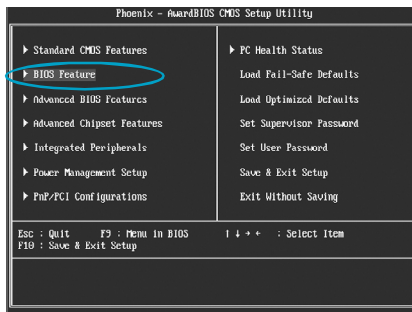 Phoenix - AwardBIOS CMOS Setup Utility
Standard CMOS Features
BIOS Feature
Advanced BIOS Features
Advanced Chipset Features
Integrated Peripherals
Power Management Setup
PnP/PCI Configurations
PC Health Status
Load Fail-Safe Defaults
Load Optimized Defaults
Set Supervisor Password
Set User Password
Save & Exit Setup
Exit Without Saving
Esc : Quit F9 : Menu in BIOS ↑ ↓ → ← : Select Item
F10 : Save & Exit Setup